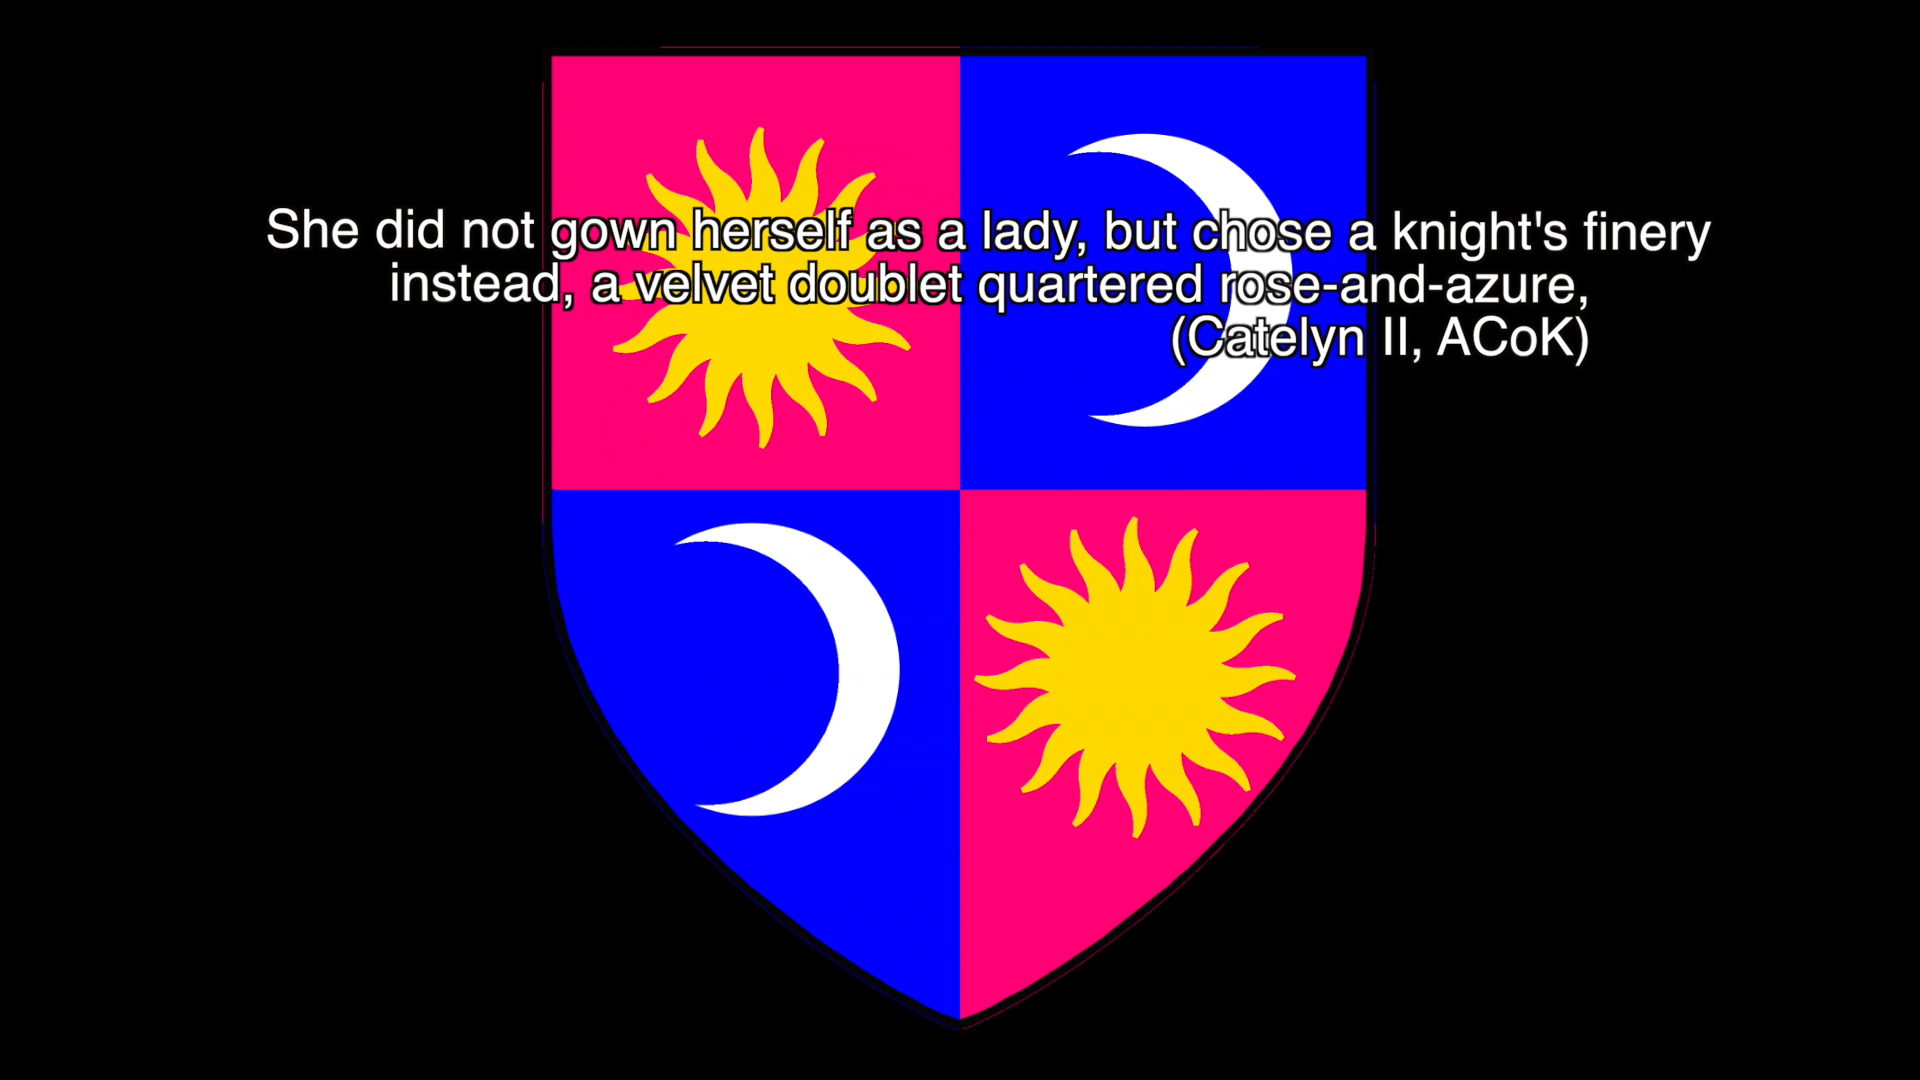 She did not gown herself as a lady, but chose a knight's finery
instead, a velvet doublet quartered rose-and-azure,
(Catelyn II, ACoK)